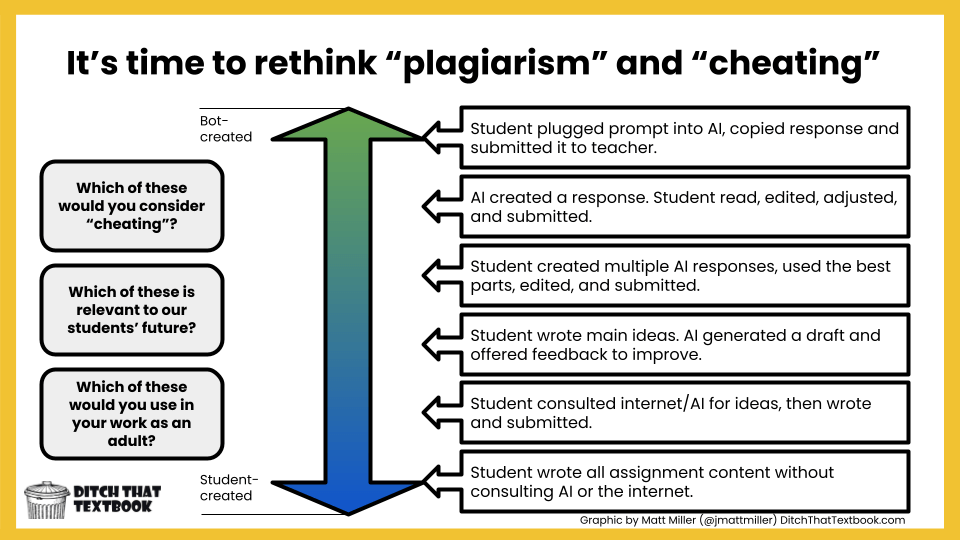 It’s time to rethink “plagiarism” and “cheating”
Bot-
created
Which of these
would you consider
“cheating”?
Which of these is
relevant to our
students’ future?
Which of these
would you use in
your work as an
adult?
Student-
created
Student plugged prompt into AI, copied response and
submitted it to teacher.
AI created a response. Student read, edited, adjusted,
and submitted.
Student created multiple AI responses, used the best
parts, edited, and submitted.
Student wrote main ideas. AI generated a draft and
offered feedback to improve.
Student consulted internet/AI for ideas, then wrote
and submitted.
Student wrote all assignment content without
consulting AI or the internet.
DITCH THAT
TEXTBOOK
Graphic by Matt Miller (@jmattmiller) DitchThatTextbook.com